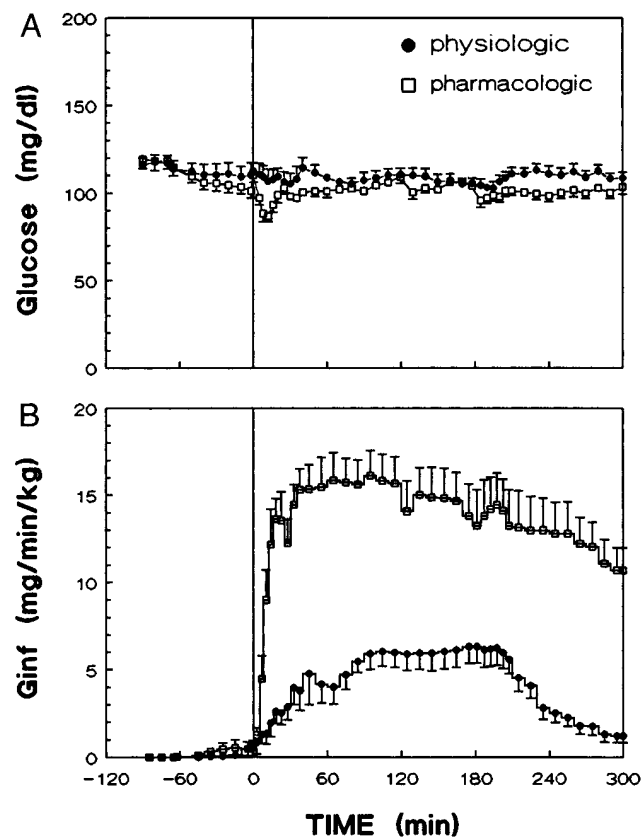 A
Glucose (mg/dl)
200
150
100
50
0
physiologic
pharmacologic
B
Ginf (mg/min/kg)
20
15
10
5
0
-120 -60 0 60 120 180 240 300
TIME (min)